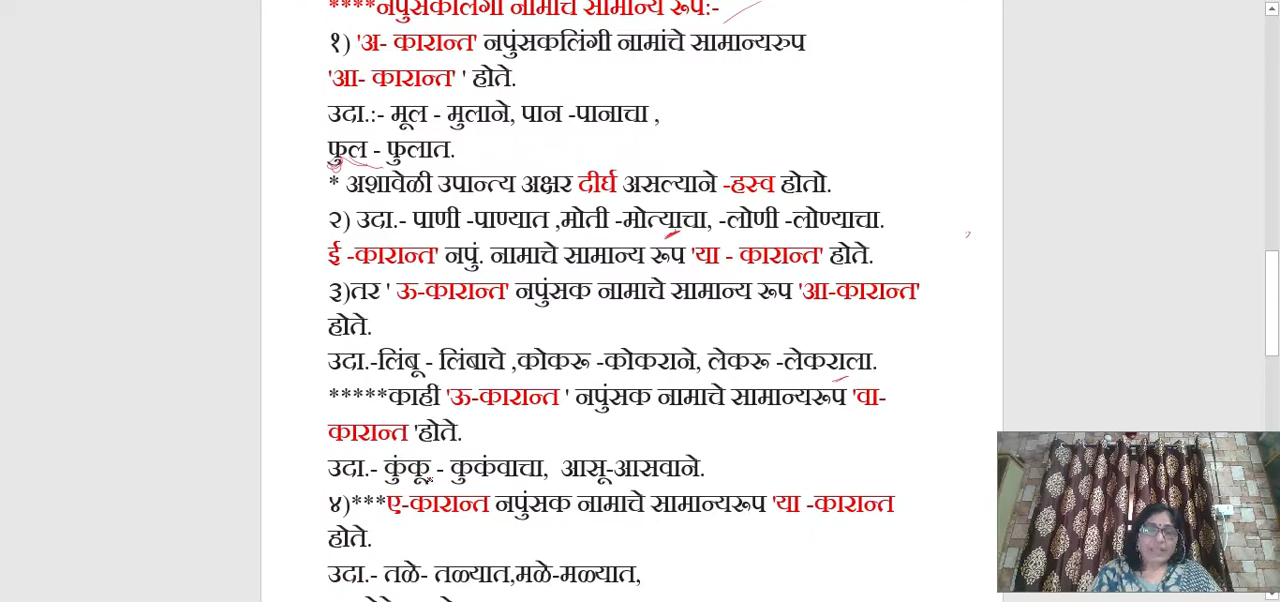 ****नपुंसकलिंगी नामाचे सामान्य रूप:-
१) 'अ- कारान्त' नपुंसकलिंगी नामांचे सामान्यरुप
'आ- कारान्त' ' होते.
उदा.:- मूल - मुलाने, पान -पानाचा ,
फुल - फुलात.
* अशावेळी उपान्त्य अक्षर दीर्घ असल्याने -हस्व होतो.
२) उदा.- पाणी -पाण्यात ,मोती -मोत्याचा, -लोणी -लोण्याचा.
ई -कारान्त' नपुं. नामाचे सामान्य रूप 'या - कारान्त' होते.
३)तर ' ऊ-कारान्त' नपुंसक नामाचे सामान्य रूप 'आ-कारान्त'
होते.
उदा.-लिंबू - लिंबाचे ,कोकरू -कोकराने, लेकरू -लेकराला.
*****काही 'ऊ-कारान्त ' नपुंसक नामाचे सामान्यरूप 'वा-
कारान्त 'होते.
उदा.- कुंकू - कुकंवाचा, आसू-आसवाने.
४)***ए-कारान्त नपुंसक नामाचे सामान्यरूप 'या -कारान्त
होते.
उदा.- तळे- तळ्यात,मळे-मळ्यात,